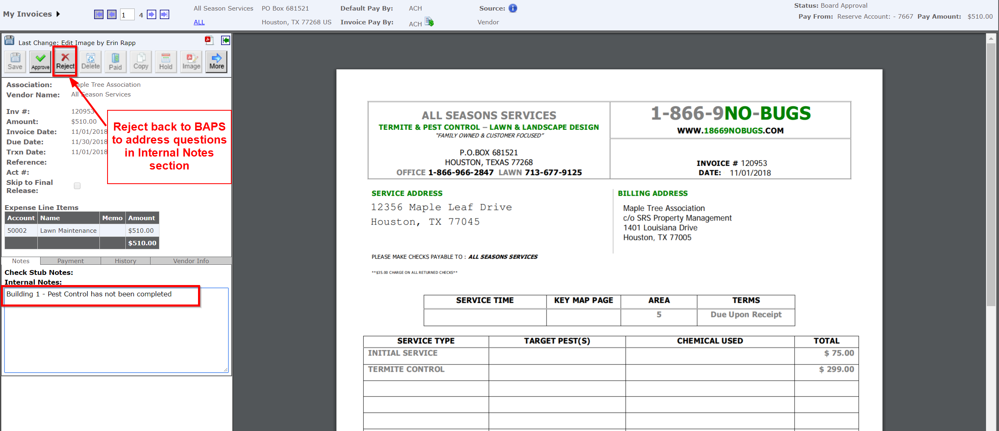 My Invoices
1
4
All Season Services
ALL
PO Box 681521
Houston, TX 77268 US
Default Pay By: ACH
Invoice Pay By: ACH
Source:
Vendor
Status: Board Approval
Pay From: Reserve Account: - 7667 Pay Amount: $510.00
Last Change: Edit Image by Erin Rapp
Save
Approve
Reject
Delete
Paid
Copy
Hold
Image
More
Association: aple Tree Association
Vendor Name: All Season Services
Inv #: 120953
Amount: $510.00
Invoice Date: 11/01/2018
Due Date: 11/30/2018
Trxn Date: 11/01/2018
Reference:
Act #:
Skip to Final
Release:
Reject back to BAPS
to address questions
in Internal Notes
section
Expense Line Items
Account Name Memo Amount
50002 Lawn Maintenance $510.00
$510.00
Notes Payment History Vendor Info
Check Stub Notes:
Internal Notes:
Building 1 - Pest Control has not been completed
ALL SEASONS SERVICES
TERMITE & PEST CONTROL – LAWN & LANDSCAPE DESIGN
"FAMILY OWNED & CUSTOMER FOCUSED"
P.O.BOX 681521
HOUSTON, TEXAS 77268
OFFICE 1-866-966-2847 LAWN 713-677-9125
1-866-9NO-BUGS
WWW.18669NOBUGS.COM
INVOICE # 120953
DATE: 11/01/2018
SERVICE ADDRESS
12356 Maple Leaf Drive
Houston, TX 77045
BILLING ADDRESS
Maple Tree Association
c/o SRS Property Management
1401 Louisiana Drive
Houston, TX 77005
PLEASE MAKE CHECKS PAYABLE TO : ALL SEASONS SERVICES
**$35.00 CHARGE ON ALL RETURNED CHECKS**
SERVICE TIME KEY MAP PAGE AREA TERMS
5 Due Upon Receipt
SERVICE TYPE TARGET PEST(S) CHEMICAL USED TOTAL
INITIAL SERVICE $ 75.00
TERMITE CONTROL $ 299.00